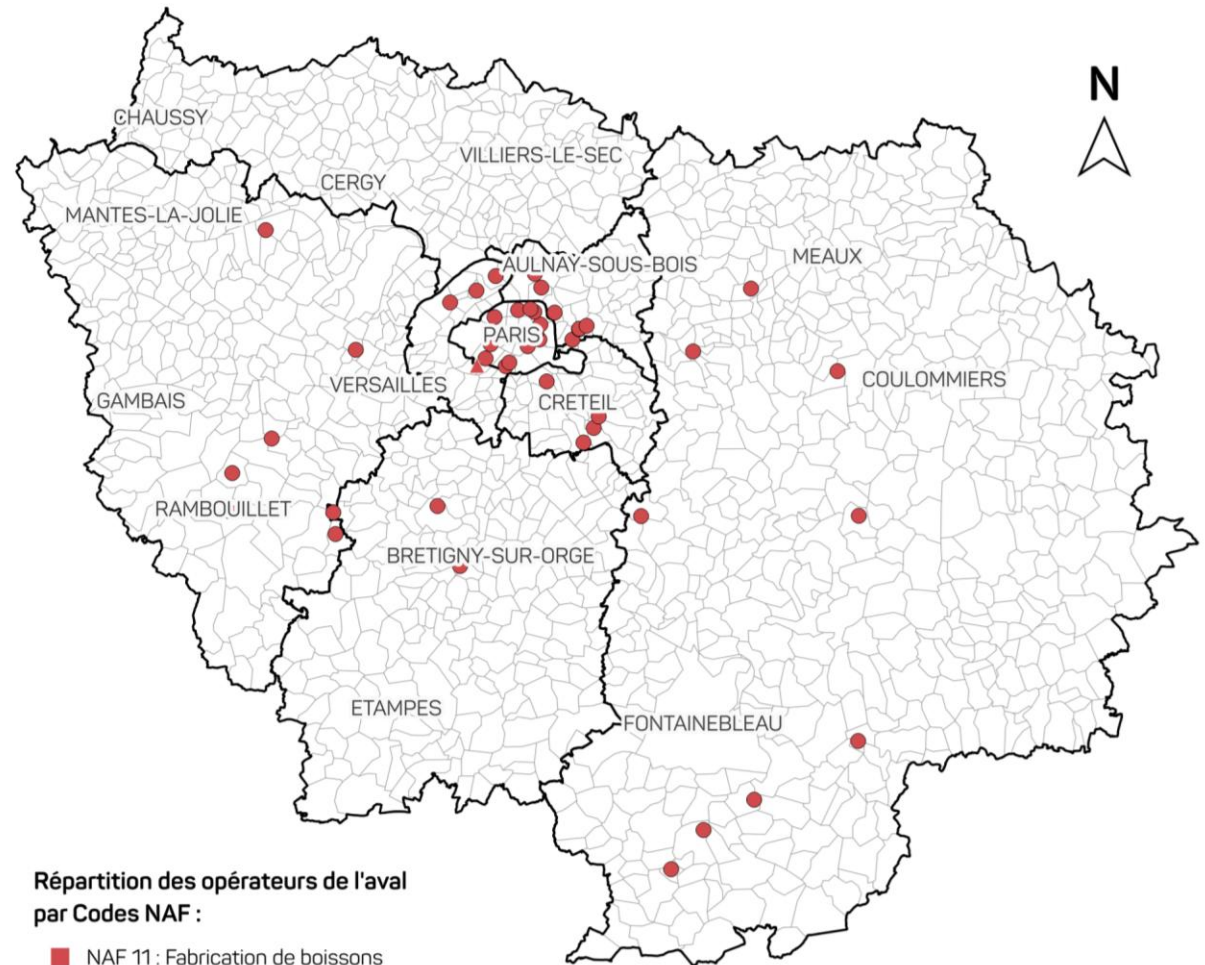 N
CHAUSSY
VILLIERS-LE-SEC
CERGY
MANTES-LA-JOLIE
AULNAY-SOUS-BOIS
MEAUX
PARIS
VERSAILLES
COULOMMIERS
GAMBAIS
CRETEIL
RAMBOUILLET
BRETIGNY-SUR-ORGE
ETAMPES
FONTAINEBLEAU
Répartition des opérateurs de l'aval
par Codes NAF :
NAF 11 : Fabrication de boissons